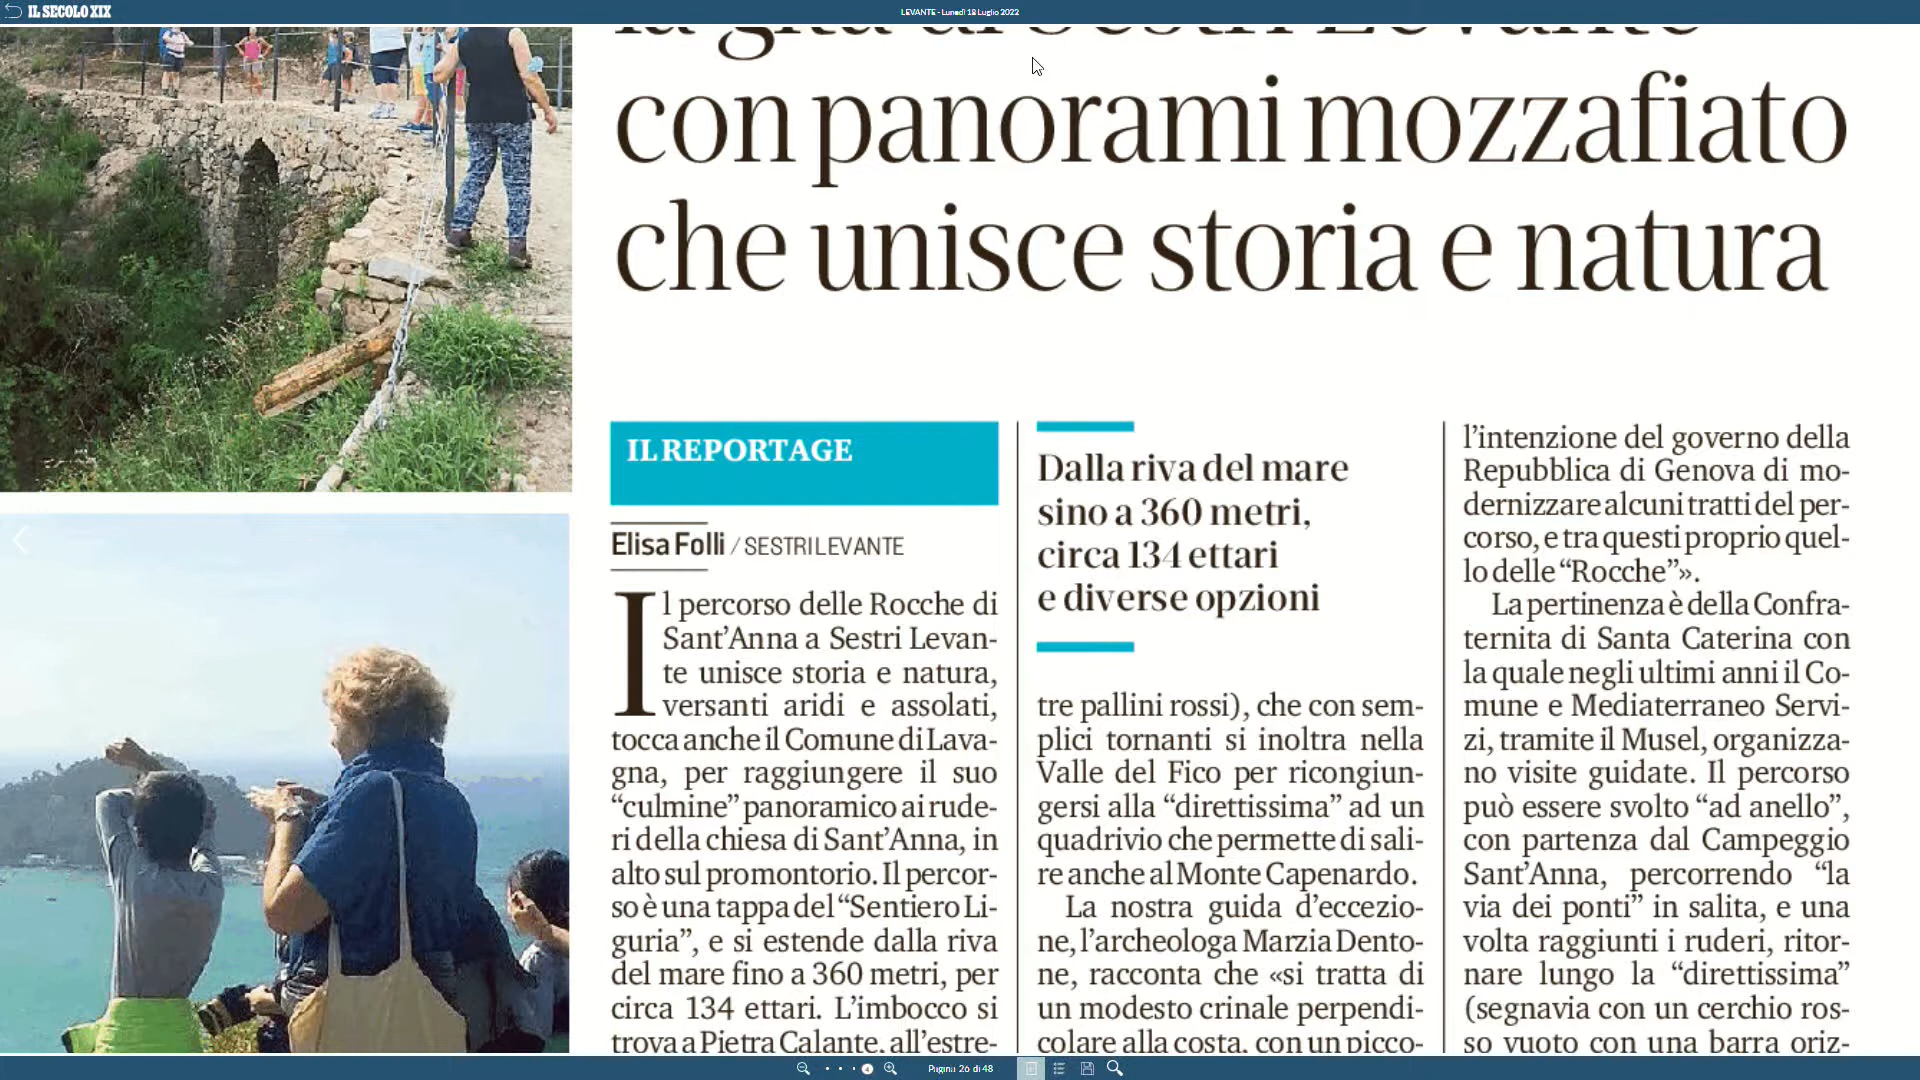 IL SECOLO XIX
LEVANTE - Lunedì 18 Luglio 2022
la gita di Sestri Levante
con panorami mozzafiato
che unisce storia e natura
IL REPORTAGE
Elisa Folli / SESTRI LEVANTE
Il percorso delle Rocche di
Sant'Anna a Sestri Levan-
te unisce storia e natura,
versanti aridi e assolati,
tocca anche il Comune di Lava-
gna, per raggiungere il suo
“culmine” panoramico ai rude-
ri della chiesa di Sant'Anna, in
alto sul promontorio. Il percor-
so è una tappa del “Sentiero Li-
guria”, e si estende dalla riva
del mare fino a 360 metri, per
circa 134 ettari. L'imbocco si
trova a Pietra Calante, all'estre-
Dalla riva del mare
sino a 360 metri,
circa 134 ettari
e diverse opzioni
tre pallini rossi), che con sem-
plici tornanti si inoltra nella
Valle del Fico per ricongiun-
gersi alla “direttissima” ad un
quadrivio che permette di sali-
re anche al Monte Capenardo.
La nostra guida d'eccezio-
ne, l'archeologa Marzia Dento-
ne, racconta che «si tratta di
un modesto crinale perpendi-
colare alla costa, con un picco-
l'intenzione del governo della
Repubblica di Genova di mo-
dernizzare alcuni tratti del per-
corso, e tra questi proprio quel-
lo delle “Rocche”».
La pertinenza è della Confra-
ternita di Santa Caterina con
la quale negli ultimi anni il Co-
mune e Mediaterraneo Servi-
zi, tramite il Musel, organizza-
no visite guidate. Il percorso
può essere svolto “ad anello”,
con partenza dal Campeggio
Sant'Anna, percorrendo “la
via dei ponti” in salita, e una
volta raggiunti i ruderi, ritor-
nare lungo la “direttissima”
(segnavia con un cerchio ros-
so vuoto con una barra oriz-
4
Pagina 26 di 48